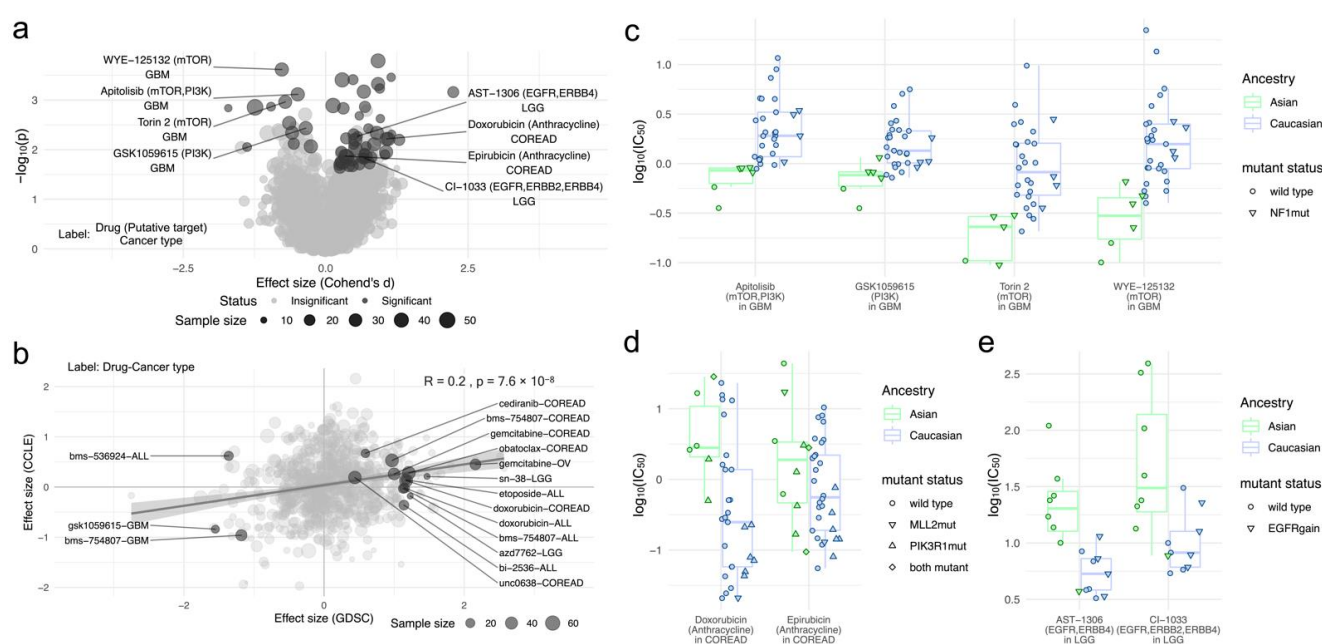 a
WYE−125132 (mTOR)
GBM
Apitolisib (mTOR,PI3K)
GBM
Torin 2 (mTOR)
GBM
GSK1059615 (PI3K)
GBM
AST−1306 (EGFR,ERBB4)
LGG
Doxorubicin (Anthracycline)
COREAD
Epirubicin (Anthracycline)
COREAD
CI−1033 (EGFR,ERBB2,ERBB4)
LGG
−log10(p)
3
2
1
0
Label: Drug (Putative target)
Cancer type
−2.5 0.0 2.5
Effect size (Cohend's d)
Status Insignificant Significant
Sample size 10 20 30 40 50
b
Label: Drug−Cancer type
R = 0.2 , p = 7.6 × 10−8
cediranib−COREAD
bms−754807−COREAD
gemcitabine−COREAD
obatoclax−COREAD
gemcitabine−OV
sn−38−LGG
etoposide−ALL
doxorubicin−COREAD
doxorubicin−ALL
bms−754807−ALL
azd7762−LGG
bi−2536−ALL
unc0638−COREAD
bms−536924−ALL
gsk1059615−GBM
bms−754807−GBM
Effect size (CCLE)
2
1
0
−1
−2
−2 0 2
Effect size (GDSC)
Sample size 20 40 60
c
log10(IC50)
1.0
0.5
0.0
−0.5
−1.0
Apitolisib
(mTOR,PI3K)
in GBM
GSK1059615
(PI3K)
in GBM
Torin 2
(mTOR)
in GBM
WYE−125132
(mTOR)
in GBM
Ancestry
Asian
Caucasian
mutant status
wild type
NF1mut
d
log10(IC50)
1
0
−1
Doxorubicin
(Anthracycline)
in COREAD
Epirubicin
(Anthracycline)
in COREAD
Ancestry
Asian
Caucasian
mutant status
wild type
MLL2mut
PIK3R1mut
both mutant
e
log10(IC50)
2.5
2.0
1.5
1.0
0.5
AST−1306
(EGFR,ERBB4)
in LGG
CI−1033
(EGFR,ERBB2,ERBB4)
in LGG
Ancestry
Asian
Caucasian
mutant status
wild type
EGFRgain